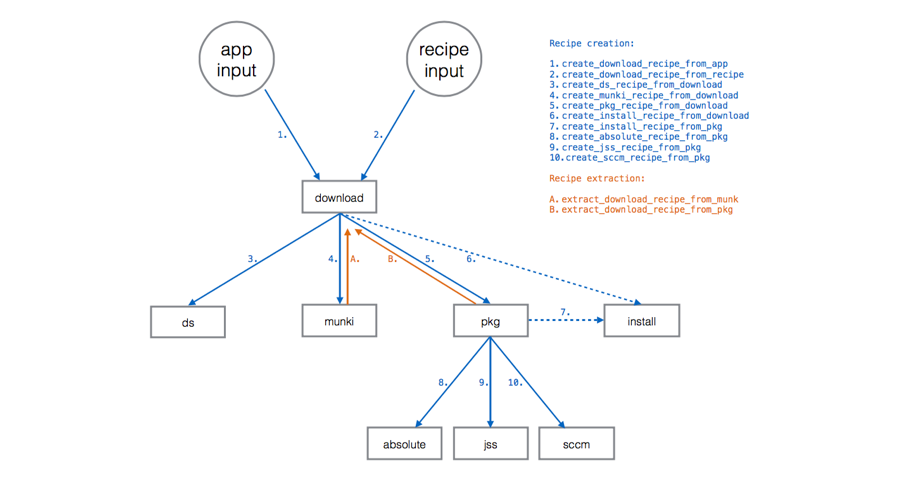 app
input
recipe
input
Recipe creation:
1. create_download_recipe_from_app
2. create_download_recipe_from_recipe
3. create_ds_recipe_from_download
4. create_munki_recipe_from_download
5. create_pkg_recipe_from_download
6. create_install_recipe_from_download
7. create_install_recipe_from_pkg
8. create_absolute_recipe_from_pkg
9. create_jss_recipe_from_pkg
10. create_sccm_recipe_from_pkg
Recipe extraction:
A. extract_download_recipe_from_munk
B. extract_download_recipe_from_pkg
1.
2.
download
3.
4.
A.
B.
5.
6.
ds
munki
pkg
7.
install
8.
9.
10.
absolute
jss
sccm